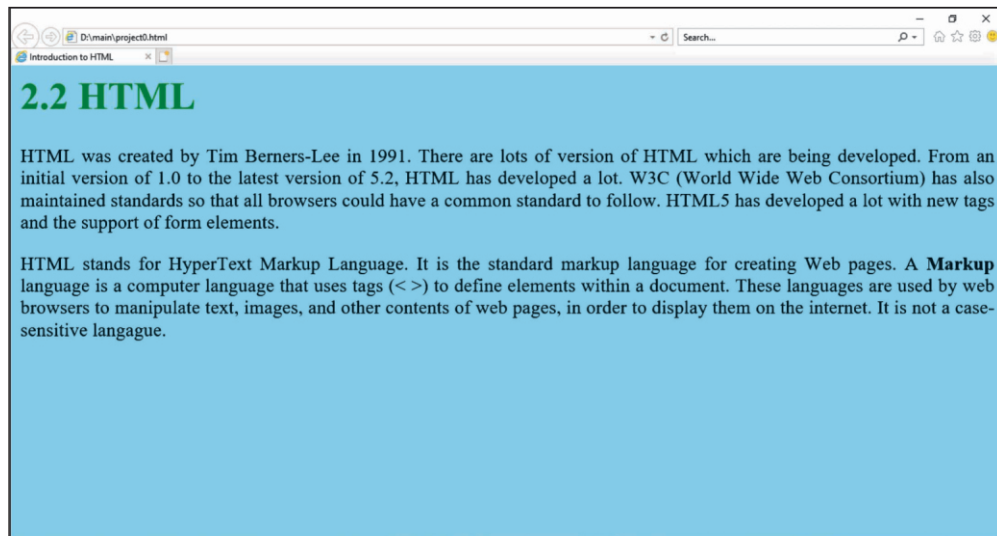 D:\main\project0.html
Search...
Introduction to HTML
2.2 HTML
HTML was created by Tim Berners-Lee in 1991. There are lots of version of HTML which are being developed. From an
initial version of 1.0 to the latest version of 5.2, HTML has developed a lot. W3C (World Wide Web Consortium) has also
maintained standards so that all browsers could have a common standard to follow. HTML5 has developed a lot with new tags
and the support of form elements.
HTML stands for HyperText Markup Language. It is the standard markup language for creating Web pages. A Markup
language is a computer language that uses tags (< >) to define elements within a document. These languages are used by web
browsers to manipulate text, images, and other contents of web pages, in order to display them on the internet. It is not a case-
sensitive langague.